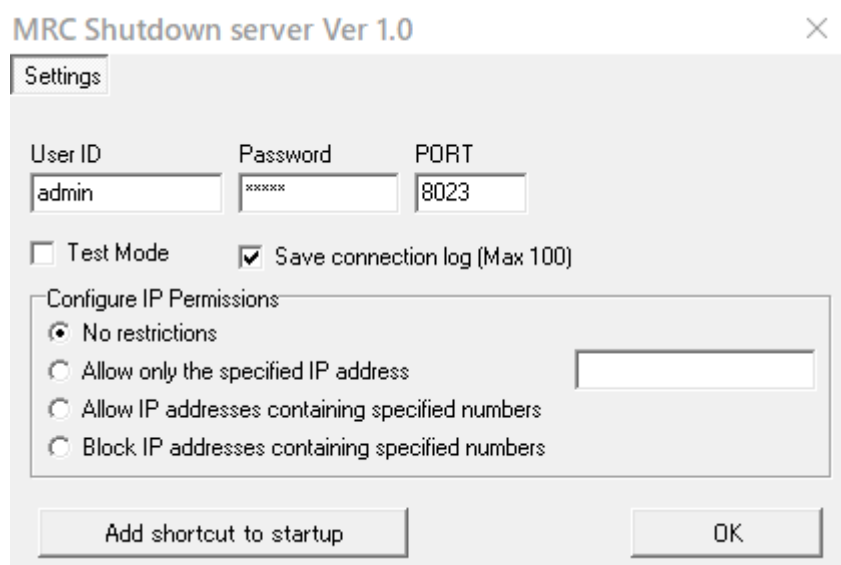 MRC Shutdown server Ver 1.0
Settings
User ID Password PORT
admin ***** 8023
Test Mode Save connection log (Max 100)
Configure IP Permissions
No restrictions
Allow only the specified IP address
Allow IP addresses containing specified numbers
Block IP addresses containing specified numbers
Add shortcut to startup OK